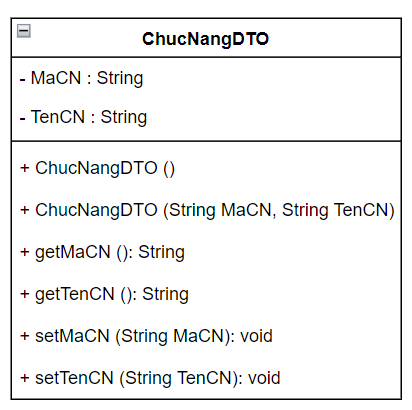 ChucNangDTO
- MaCN : String
- TenCN : String
+ ChucNangDTO ()
+ ChucNangDTO (String MaCN, String TenCN)
+ getMaCN (): String
+ getTenCN (): String
+ setMaCN (String MaCN): void
+ setTenCN (String TenCN): void